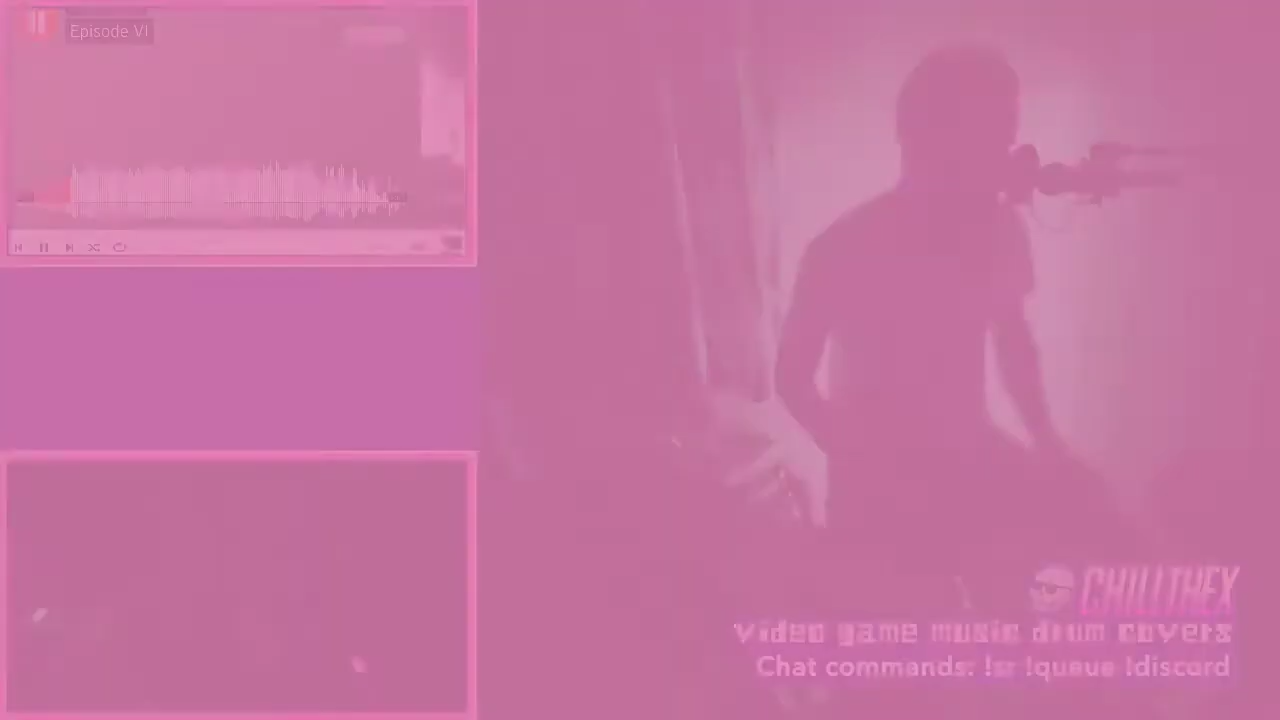 Episode VI
CHILLTHEX
video game music drum covers
Chat commands: !sr !queue !discord